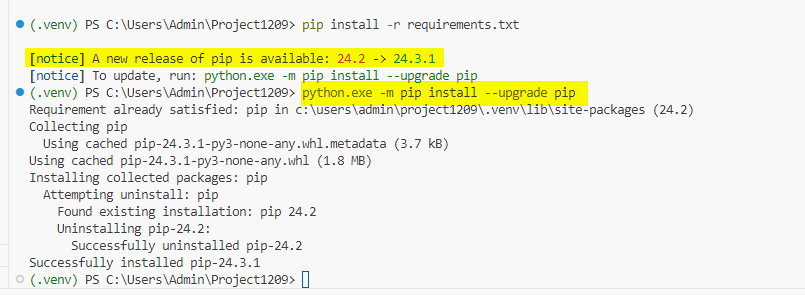 (.venv) PS C:\Users\Admin\Project1209> pip install -r requirements.txt
[notice] A new release of pip is available: 24.2 -> 24.3.1
[notice] To update, run: python.exe -m pip install --upgrade pip
(.venv) PS C:\Users\Admin\Project1209> python.exe -m pip install --upgrade pip
Requirement already satisfied: pip in c:\users\admin\project1209\.venv\lib\site-packages (24.2)
Collecting pip
  Using cached pip-24.3.1-py3-none-any.whl.metadata (3.7 kB)
Using cached pip-24.3.1-py3-none-any.whl (1.8 MB)
Installing collected packages: pip
  Attempting uninstall: pip
    Found existing installation: pip 24.2
    Uninstalling pip-24.2:
      Successfully uninstalled pip-24.2
Successfully installed pip-24.3.1
(.venv) PS C:\Users\Admin\Project1209>